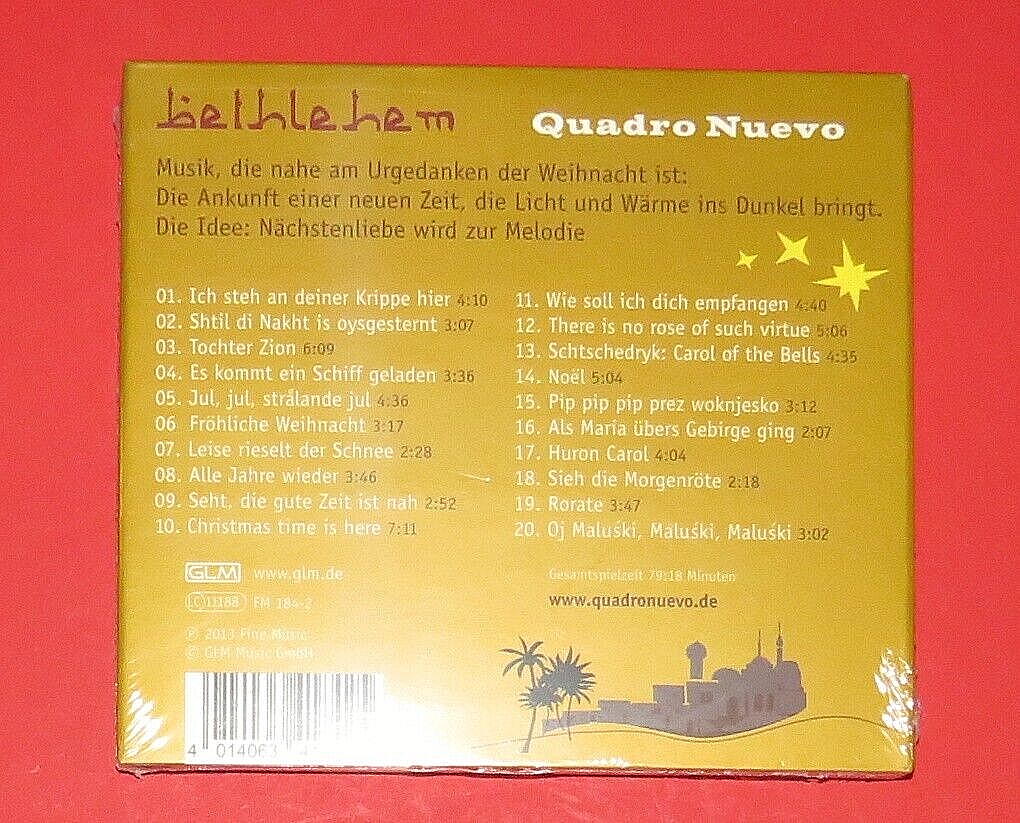 bethlehem
Quadro Nuevo
Musik, die nahe am Urgedanken der Weihnacht ist:
Die Ankunft einer neuen Zeit, die Licht und Wärme ins Dunkel bringt.
Die Idee: Nächstenliebe wird zur Melodie
01. Ich steh an deiner Krippe hier 4:10
02. Shtil di Nakht is oysgesternt 3:07
03. Tochter Zion 6:09
04. Es kommt ein Schiff geladen 3:36
05. Jul, jul, strålande jul 4:36
06 Fröhliche Weihnacht 3:17
07. Leise rieselt der Schnee 2:28
08. Alle Jahre wieder 3:46
09. Seht, die gute Zeit ist nah 2:52
10. Christmas time is here 7:11
11. Wie soll ich dich empfangen 4:40
12. There is no rose of such virtue 5:06
13. Schtschedryk: Carol of the Bells 4:35
14. Noël 5:04
15. Pip pip pip prez woknjesko 3:12
16. Als Maria übers Gebirge ging 2:07
17. Huron Carol 4:04
18. Sieh die Morgenröte 2:18
19. Rorate 3:47
20. Oj Maluśki, Maluśki, Maluśki 3:02
GLM www.glm.de
LC 11188 FM 184-2
℗ 2013 Fine Music
© GLM Music GmbH
Gesamtspielzeit 79:18 Minuten
www.quadronuevo.de
4 014063